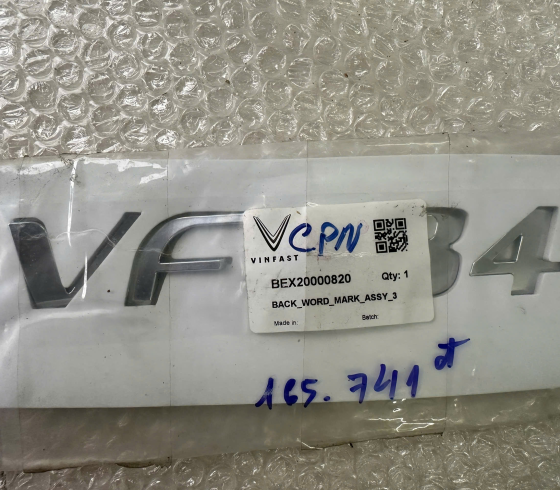 VF 34
CPN
VINFAST
BEX20000820 Qty: 1
BACK_WORD_MARK_ASSY_3
Made in: Batch:
165.741 đ